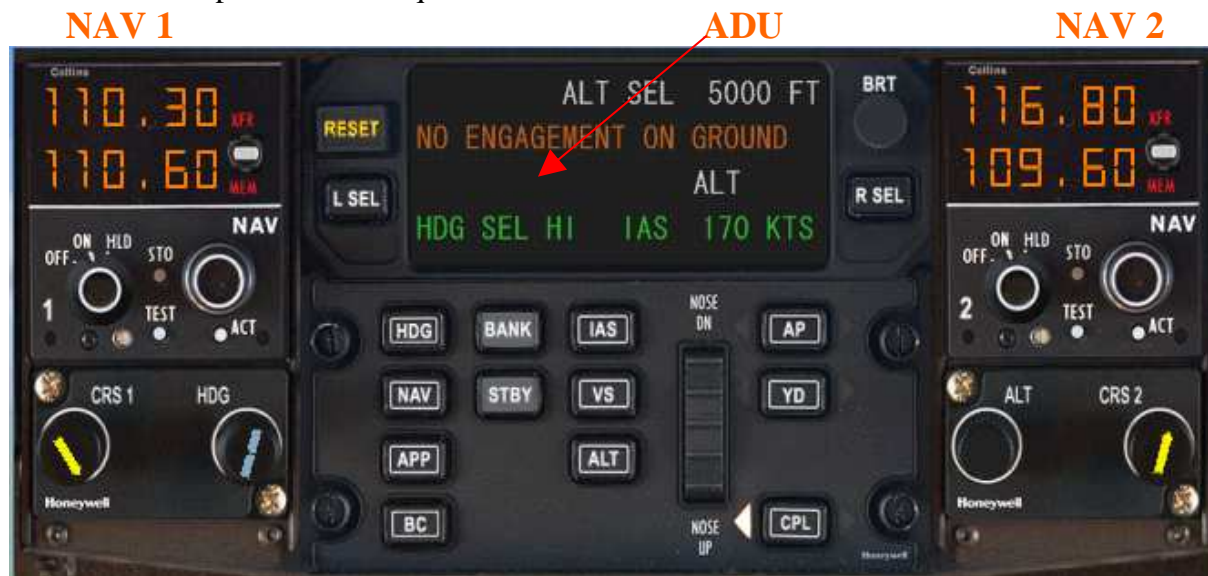 NAV 1
ADU
NAV 2
Collins
110.30
XFR
110.60
MEM
NAV
OFF
ON
HLD
STO
1
TEST
ACT
CRS 1
HDG
Honeywell
RESET
L SEL
ALT SEL 5000 FT
NO ENGAGEMENT ON GROUND
ALT
HDG SEL HI IAS 170 KTS
BRT
R SEL
HDG
BANK
IAS
NOSE DN
AP
NAV
STBY
VS
YD
APP
ALT
BC
NOSE UP
CPL
Honeywell
Collins
116.80
XFR
109.60
MEM
NAV
OFF
ON
HLD
STO
2
TEST
ACT
ALT
CRS 2
Honeywell